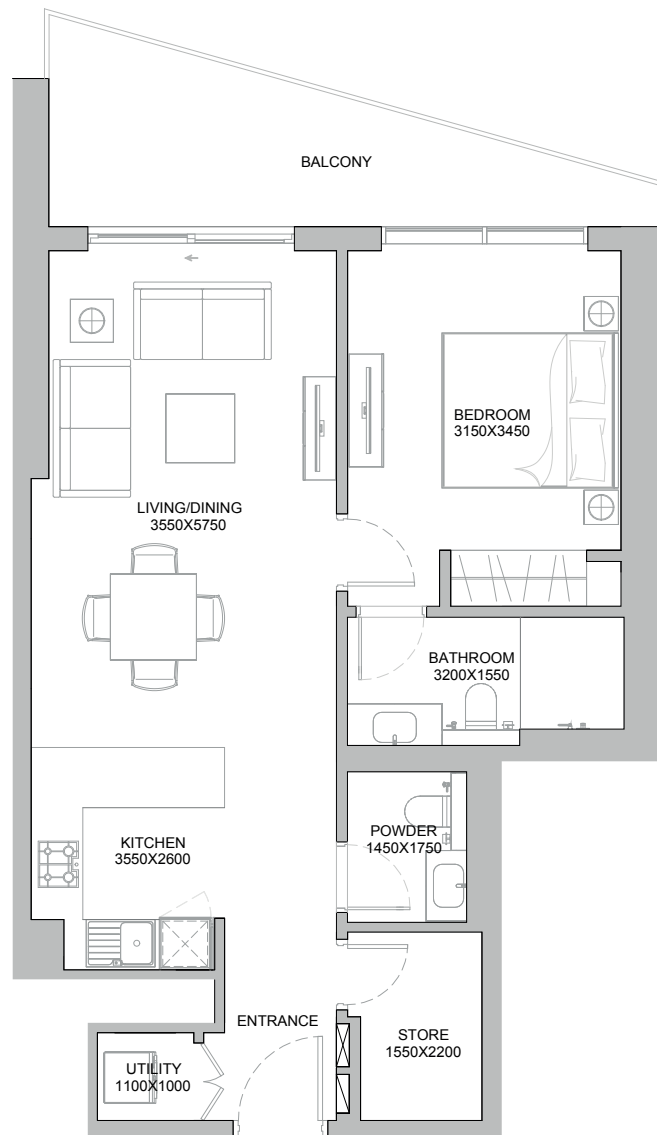 BALCONY
BEDROOM
3150X3450
LIVING/DINING
3550X5750
BATHROOM
3200X1550
KITCHEN
3550X2600
POWDER
1450X1750
ENTRANCE
STORE
1550X2200
UTILITY
1100X1000